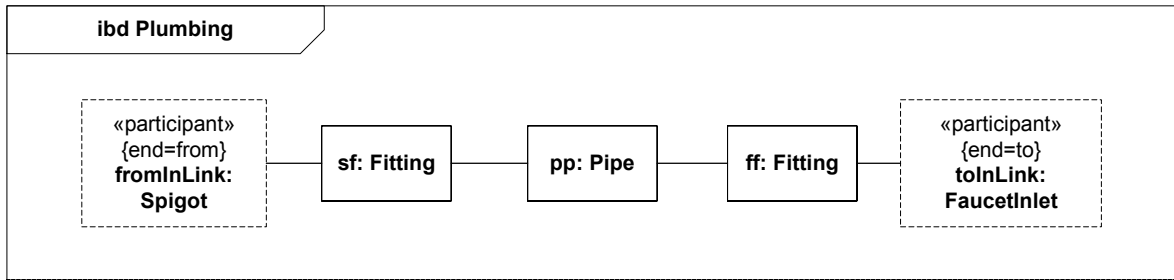 ibd Plumbing
«participant»
{end=from}
fromInLink:
Spigot
sf: Fitting
pp: Pipe
ff: Fitting
«participant»
{end=to}
toInLink:
FaucetInlet